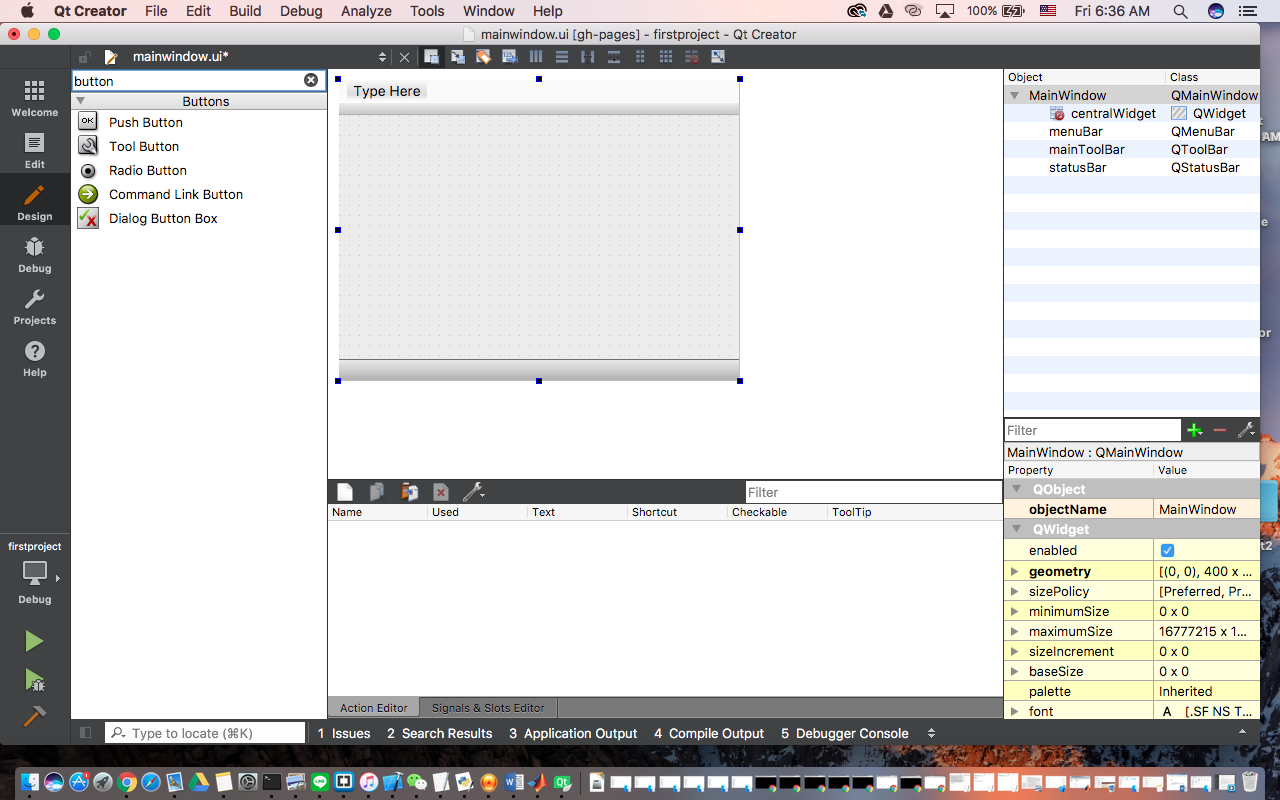 Qt Creator File Edit Build Debug Analyze Tools Window Help 100% Fri 6:36 AM
mainwindow.ui [gh-pages] - firstproject - Qt Creator
mainwindow.ui*
Welcome
Edit
Design
Debug
Projects
Help
firstproject
Debug
button
Buttons
OK Push Button
Tool Button
Radio Button
Command Link Button
Dialog Button Box
Type Here
Object Class
MainWindow QMainWindow
centralWidget QWidget
menuBar QMenuBar
mainToolBar QToolBar
statusBar QStatusBar
Filter
MainWindow : QMainWindow
Property Value
QObject
objectName MainWindow
QWidget
enabled
geometry [(0, 0), 400 x ...
sizePolicy [Preferred, Pr...
minimumSize 0 x 0
maximumSize 16777215 x 1...
sizeIncrement 0 x 0
baseSize 0 x 0
palette Inherited
font A [.SF NS T...
Filter
Name Used Text Shortcut Checkable ToolTip
Action Editor Signals & Slots Editor
Type to locate (⌘K) 1 Issues 2 Search Results 3 Application Output 4 Compile Output 5 Debugger Console